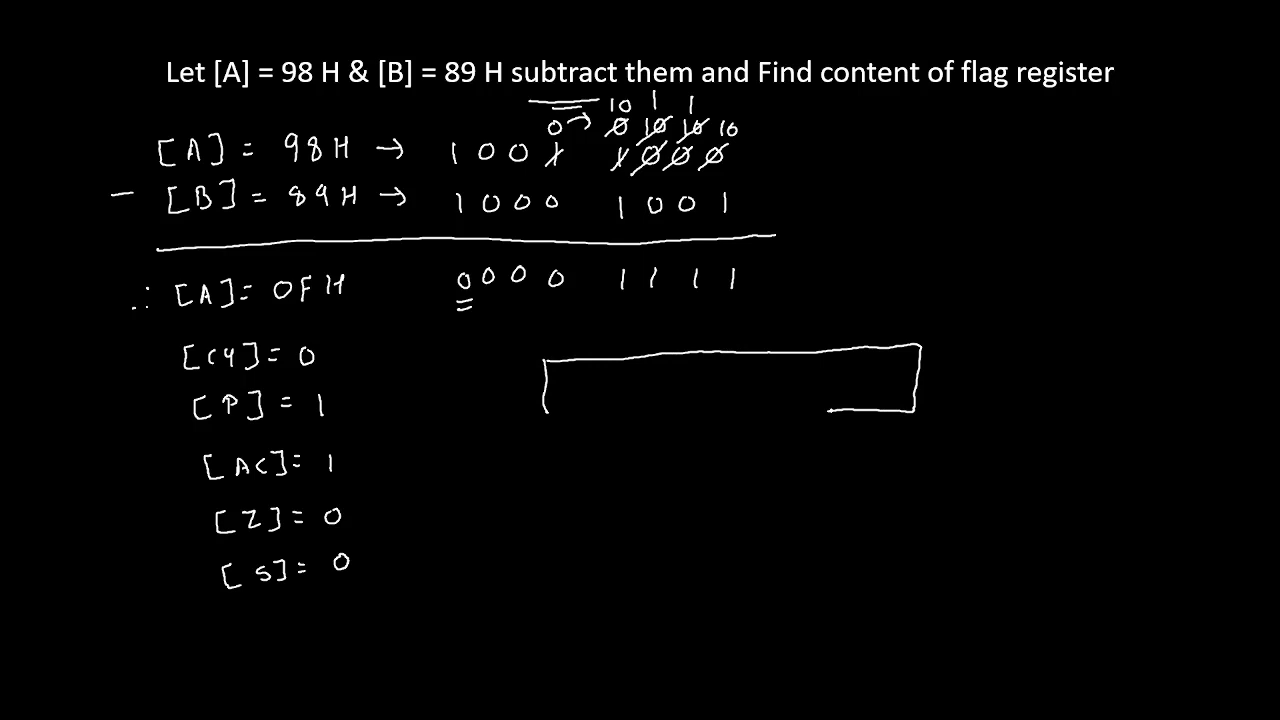 Let [A] = 98 H & [B] = 89 H subtract them and Find content of flag register
10 1 1
0 → 0 10 10 10
[A] = 98H → 1 0 0 1 1 0 0 0
- [B] = 89H → 1 0 0 0 1 0 0 1
∴ [A] = 0FH 0 0 0 0 1 1 1 1
[CY] = 0
[P] = 1
[AC] = 1
[Z] = 0
[S] = 0